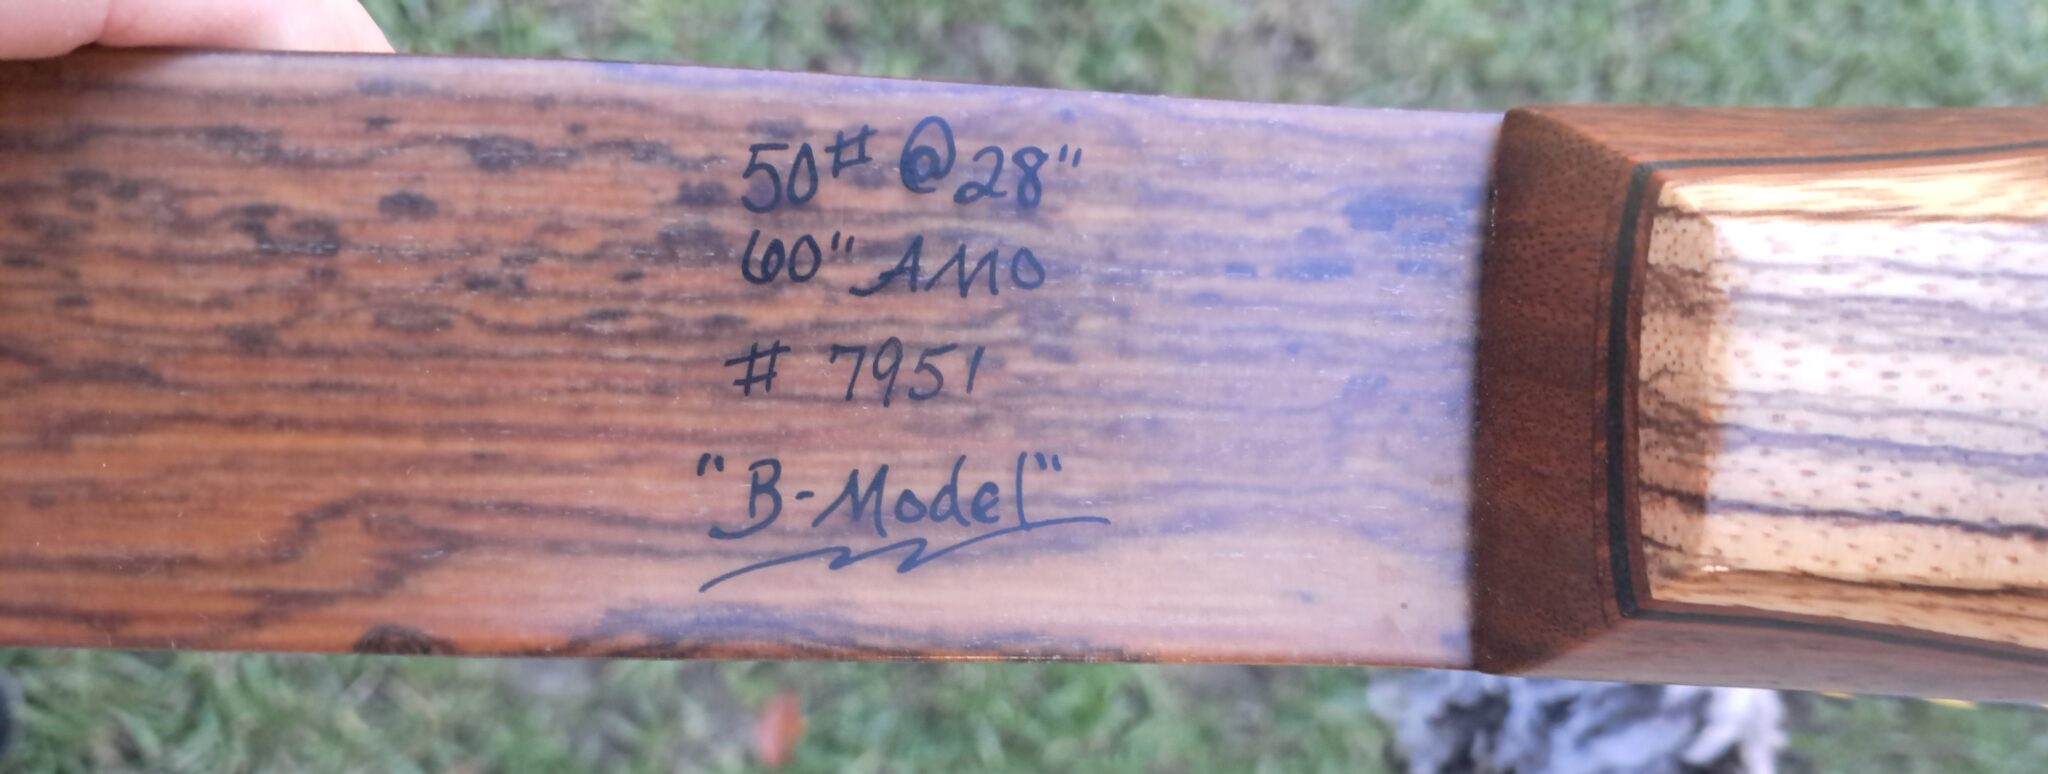 50# @ 28"
60" AMO
# 7951
"B-Model"